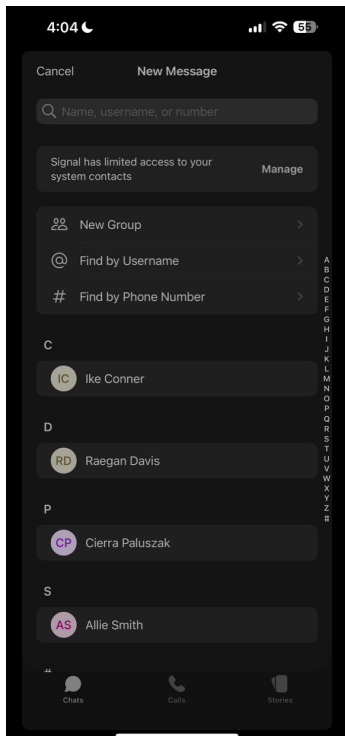 4:04
55
Cancel
New Message
Name, username, or number
Signal has limited access to your
system contacts
Manage
New Group
Find by Username
Find by Phone Number
C
IC
Ike Conner
D
RD
Raegan Davis
P
CP
Cierra Paluszak
S
AS
Allie Smith
#
A
B
C
D
E
F
G
H
I
J
K
L
M
N
O
P
Q
R
S
T
U
V
W
X
Y
Z
#
Chats
Calls
Stories